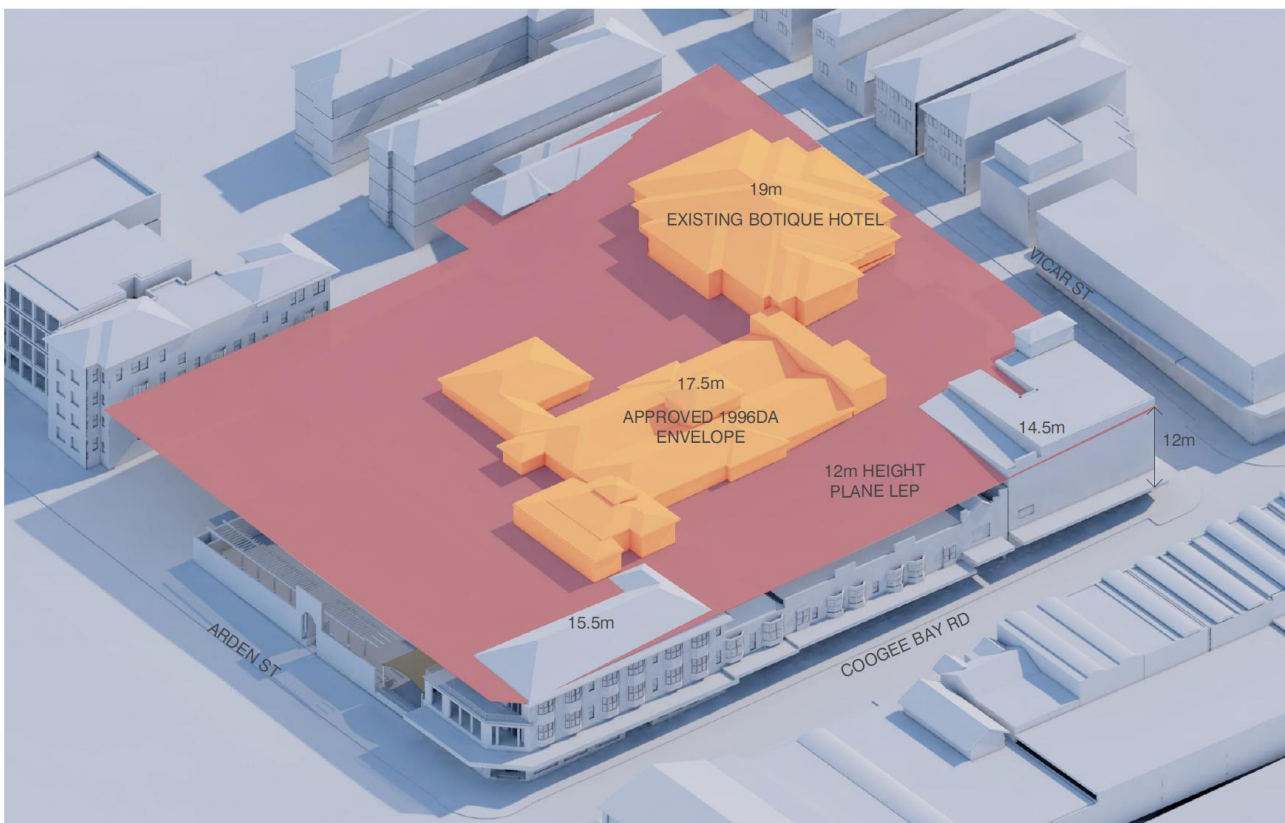 19m
EXISTING BOTIQUE HOTEL
VICAR ST
17.5m
APPROVED 1996DA
ENVELOPE
14.5m
12m
12m HEIGHT
PLANE LEP
15.5m
ARDEN ST
COOGEE BAY RD